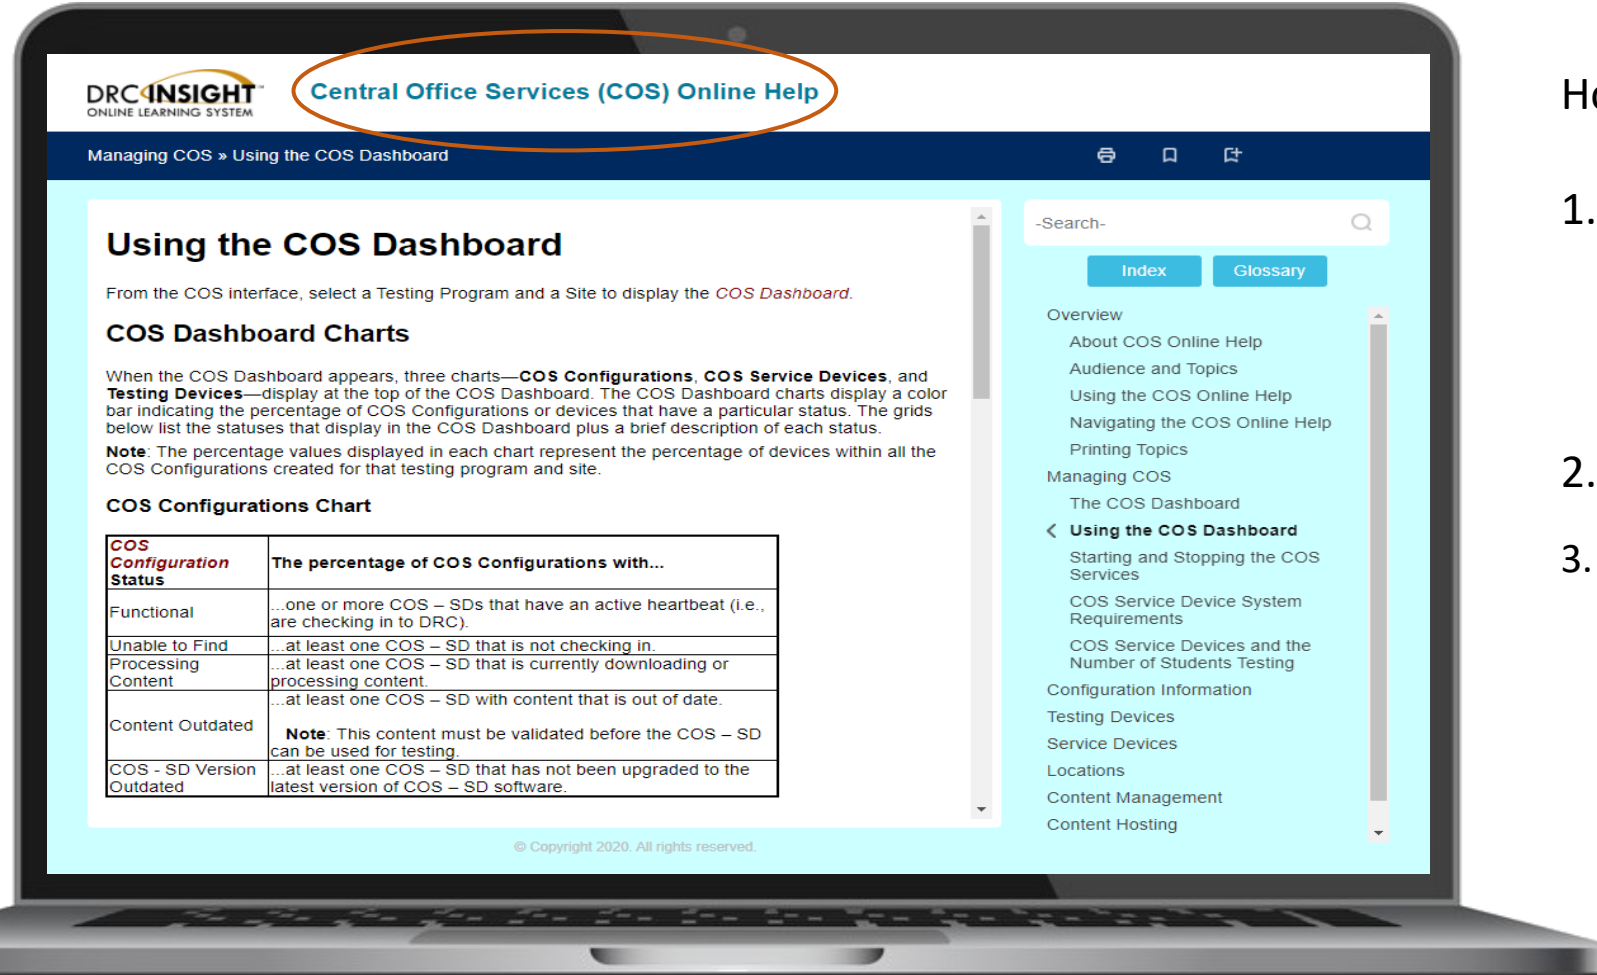 DRC INSIGHT
ONLINE LEARNING SYSTEM
Central Office Services (COS) Online Help
Managing COS » Using the COS Dashboard
Using the COS Dashboard
From the COS interface, select a Testing Program and a Site to display the COS Dashboard.
COS Dashboard Charts
When the COS Dashboard appears, three charts—COS Configurations, COS Service Devices, and
Testing Devices—display at the top of the COS Dashboard. The COS Dashboard charts display a color
bar indicating the percentage of COS Configurations or devices that have a particular status. The grids
below list the statuses that display in the COS Dashboard plus a brief description of each status.
Note: The percentage values displayed in each chart represent the percentage of devices within all the
COS Configurations created for that testing program and site.
COS Configurations Chart
COS
Configuration
Status
The percentage of COS Configurations with...
Functional
...one or more COS – SDs that have an active heartbeat (i.e.,
are checking in to DRC).
Unable to Find
...at least one COS – SD that is not checking in.
Processing
Content
...at least one COS – SD that is currently downloading or
processing content.
Content Outdated
...at least one COS – SD with content that is out of date.
Note: This content must be validated before the COS – SD
can be used for testing.
COS - SD Version
Outdated
...at least one COS – SD that has not been upgraded to the
latest version of COS – SD software.
-Search-
Index
Glossary
Overview
About COS Online Help
Audience and Topics
Using the COS Online Help
Navigating the COS Online Help
Printing Topics
Managing COS
The COS Dashboard
Using the COS Dashboard
Starting and Stopping the COS
Services
COS Service Device System
Requirements
COS Service Devices and the
Number of Students Testing
Configuration Information
Testing Devices
Service Devices
Locations
Content Management
Content Hosting
© Copyright 2020. All rights reserved.
1.
2.
3.